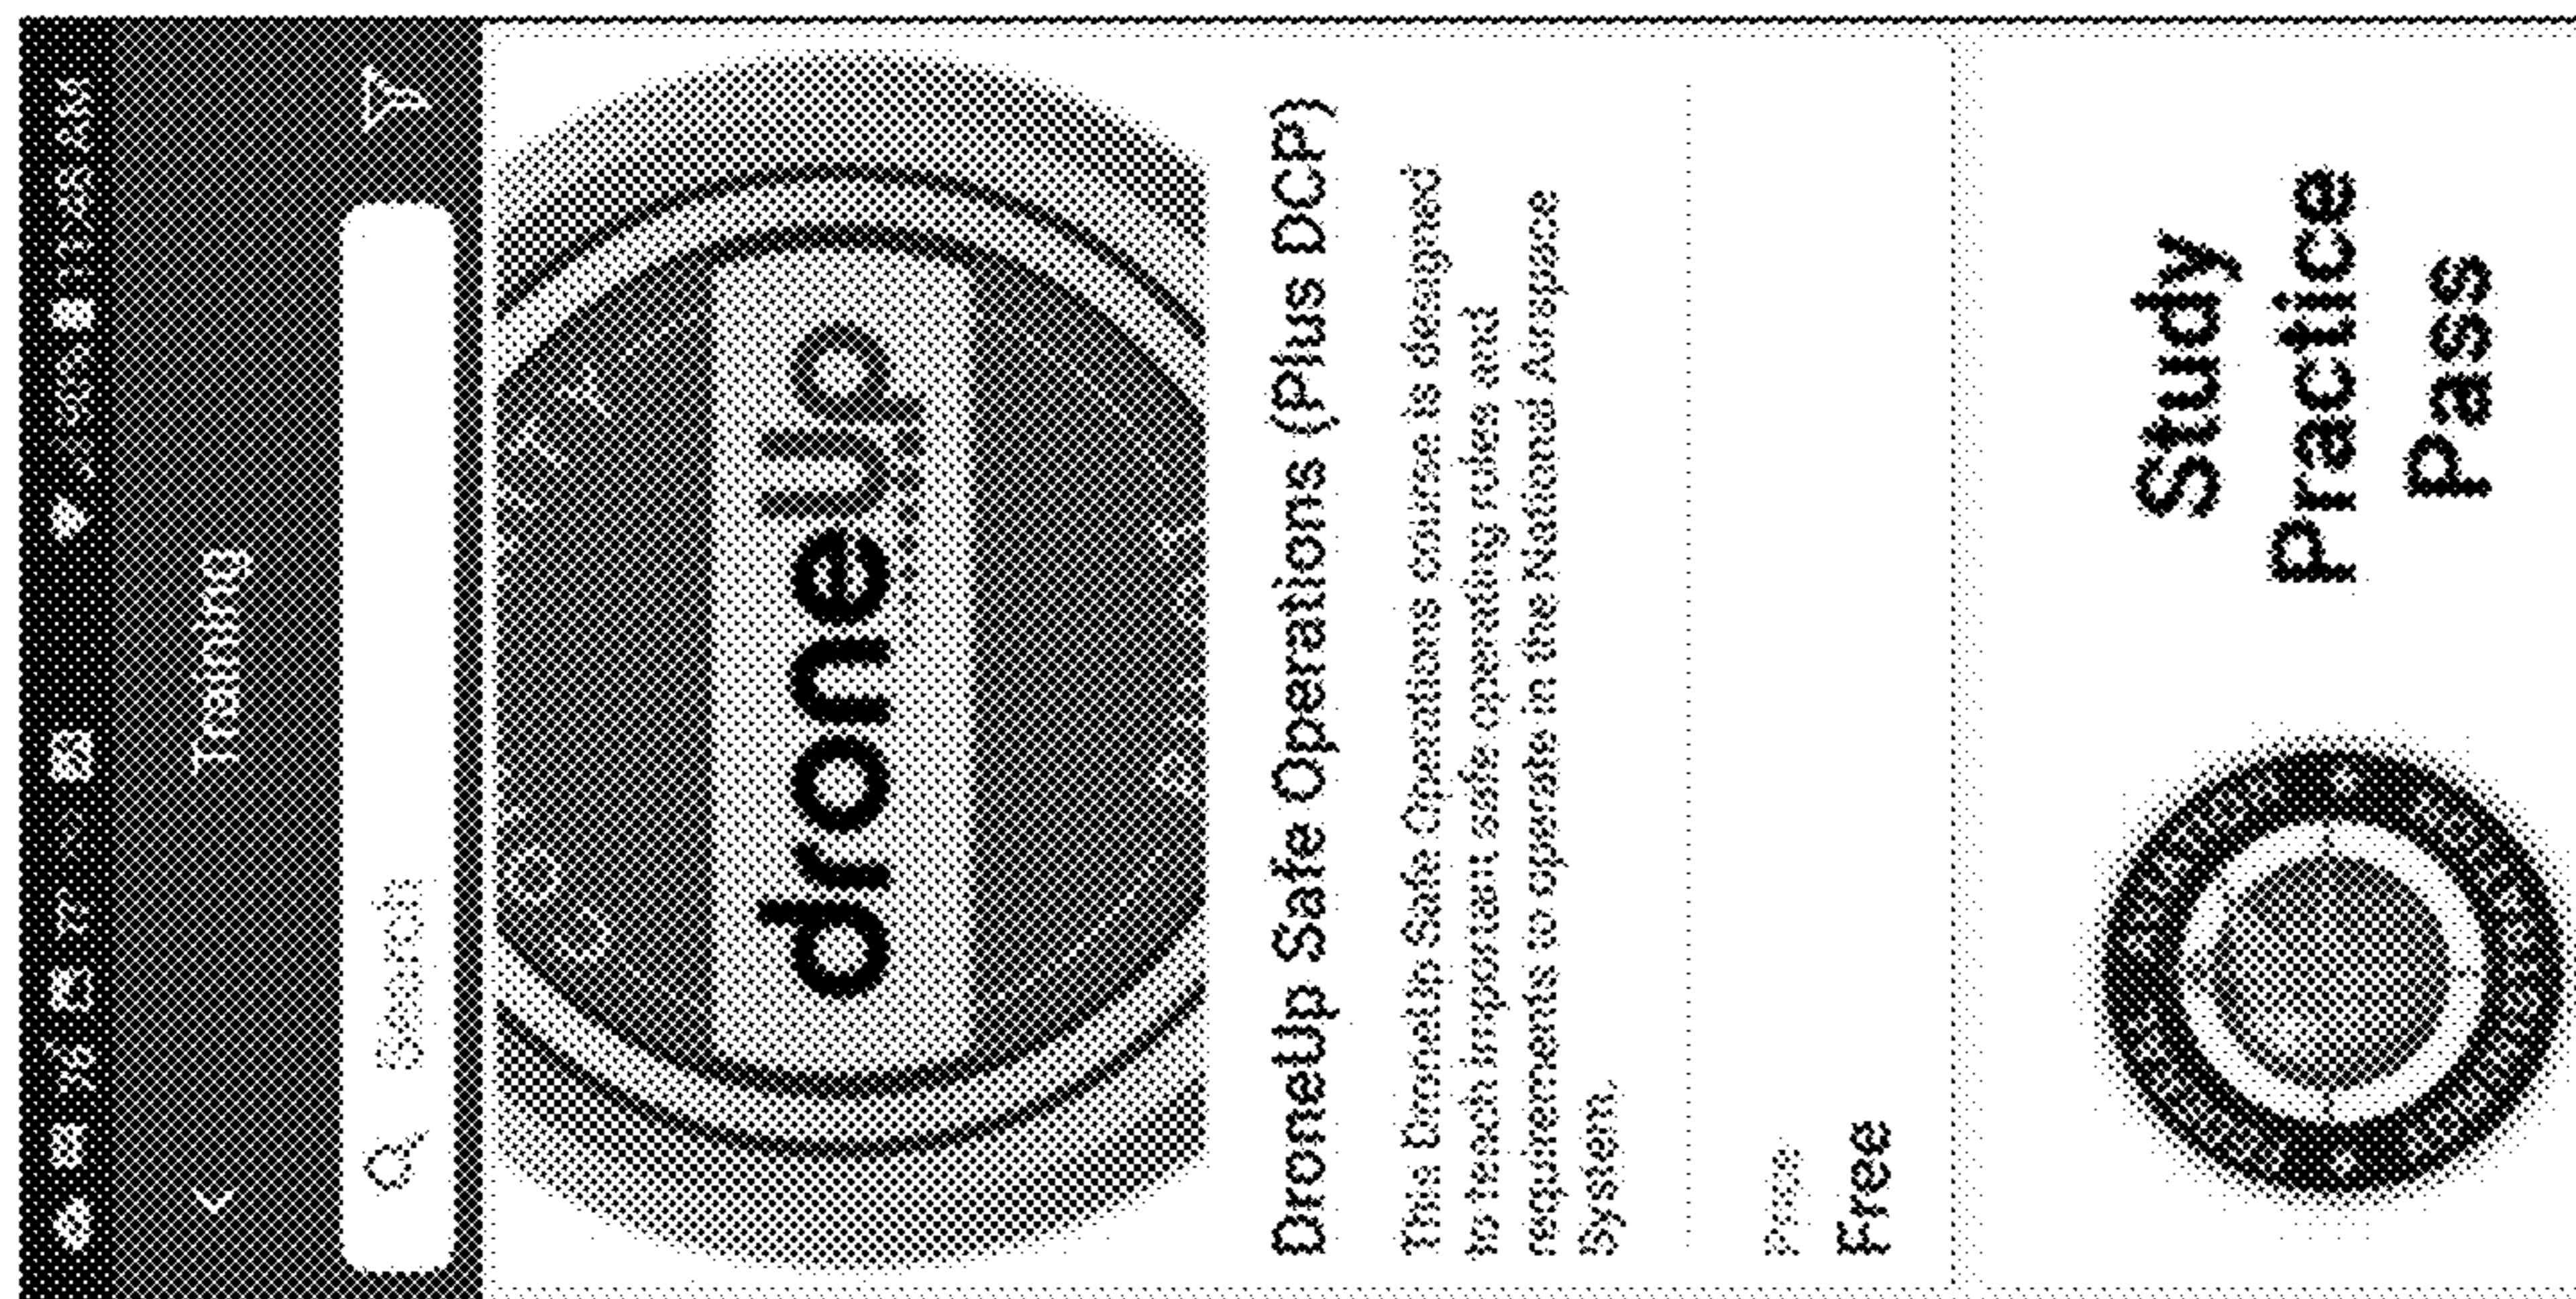 Training
Search
droneup
DroneUp Safe Operations (Plus DCP)
This DroneUp Safe Operations course is designed
to teach important safe operating rules and
requirements to operate in the National Airspace
System.
Price
Free
Study
Practice
Pass